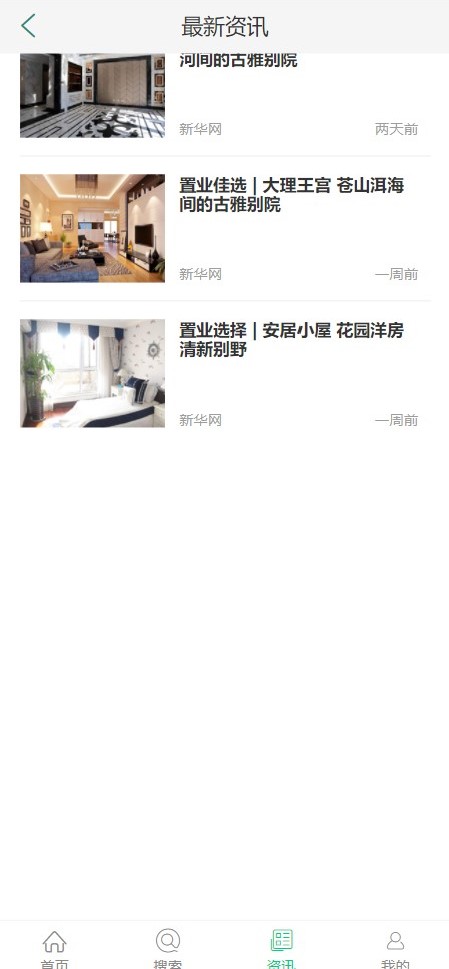 最新资讯
河间的古雅别院
新华网
两天前
置业佳选 | 大理王宫 苍山洱海
间的古雅别院
新华网
一周前
置业选择 | 安居小屋 花园洋房
清新别野
新华网
一周前
首页
搜索
资讯
我的